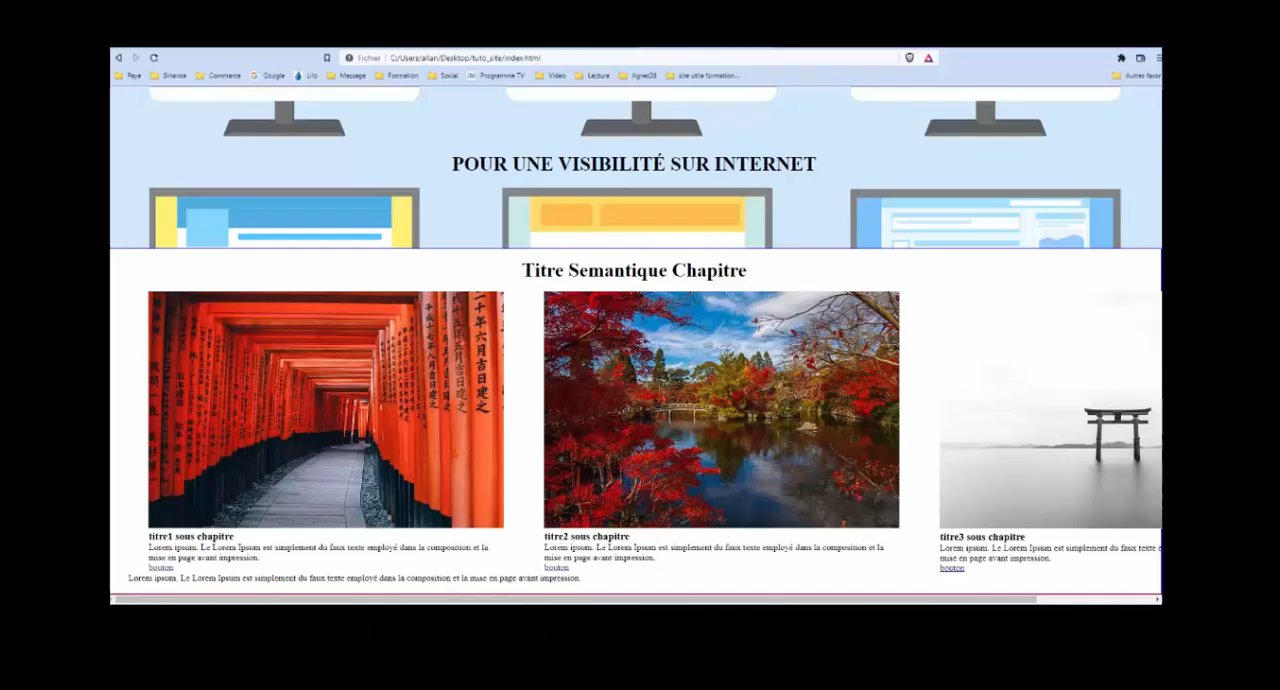 Fichier C:/Users/allan/Desktop/tuto_site/index.html
Paye Binance Commerce Google Lilo Message Formation Social Programme TV Video Lecture Agnes38 site utile formation... Autres favor
POUR UNE VISIBILITÉ SUR INTERNET
Titre Semantique Chapitre
titre1 sous chapitre
Lorem ipsum. Le Lorem Ipsum est simplement du faux texte employé dans la composition et la
mise en page avant impression.
bouton
titre2 sous chapitre
Lorem ipsum. Le Lorem Ipsum est simplement du faux texte employé dans la composition et la
mise en page avant impression.
bouton
titre3 sous chapitre
Lorem ipsum. Le Lorem Ipsum est simplement du faux texte e
mise en page avant impression.
bouton
Lorem ipsum. Le Lorem Ipsum est simplement du faux texte employé dans la composition et la mise en page avant impression.